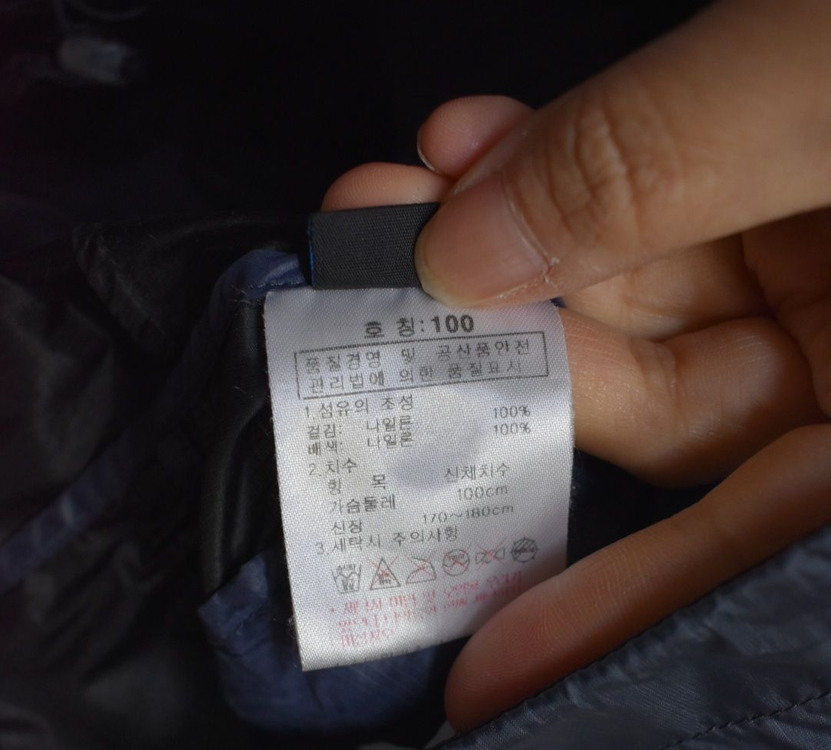 호 칭:100
품질경영 및 공산품안전
관리법에 의한 품질표시
1.섬유의 조성
겉감: 나일론 100%
배색: 나일론 100%
2.치수
항 목 신체치수
가슴둘레 100cm
신장 170~180cm
3.세탁시 주의사항